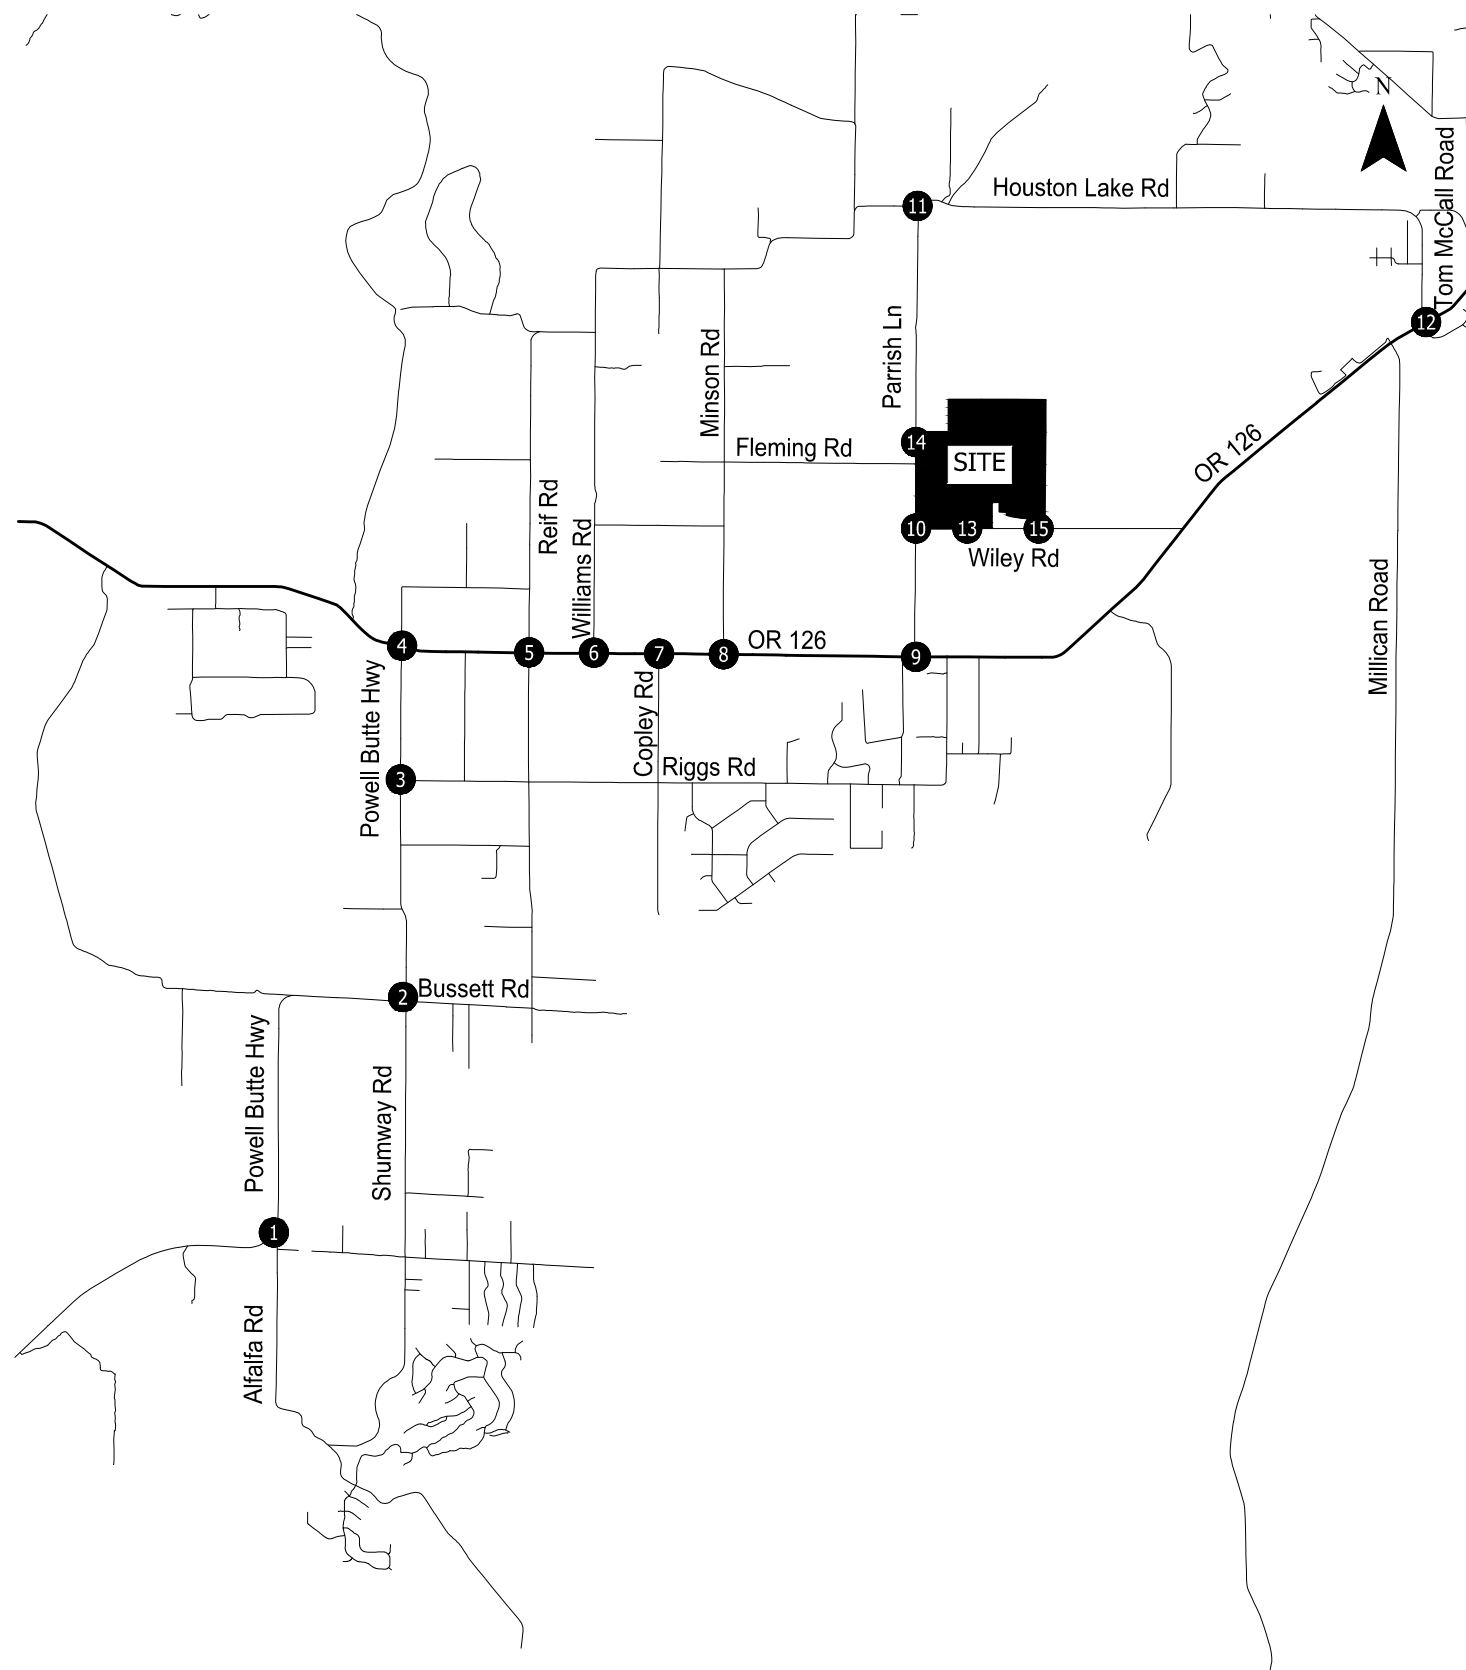 N
Tom McCall Road
Houston Lake Rd
11
12
Parrish Ln
Minson Rd
OR 126
14
Fleming Rd
SITE
Reif Rd
Williams Rd
10
13
15
Wiley Rd
Millican Road
4
5
6
7
8
OR 126
9
Powell Butte Hwy
Copley Rd
Riggs Rd
3
2
Bussett Rd
Powell Butte Hwy
Shumway Rd
1
Alfalfa Rd